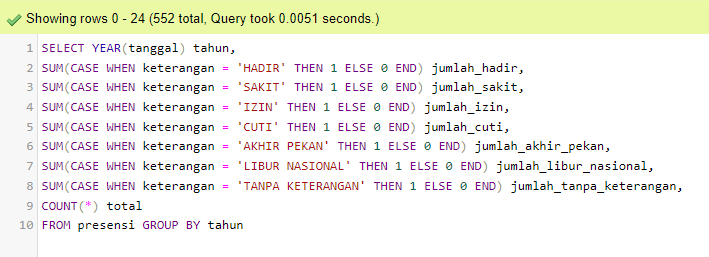 Showing rows 0 - 24 (552 total, Query took 0.0051 seconds.)
1 SELECT YEAR(tanggal) tahun,
2 SUM(CASE WHEN keterangan = 'HADIR' THEN 1 ELSE 0 END) jumlah_hadir,
3 SUM(CASE WHEN keterangan = 'SAKIT' THEN 1 ELSE 0 END) jumlah_sakit,
4 SUM(CASE WHEN keterangan = 'IZIN' THEN 1 ELSE 0 END) jumlah_izin,
5 SUM(CASE WHEN keterangan = 'CUTI' THEN 1 ELSE 0 END) jumlah_cuti,
6 SUM(CASE WHEN keterangan = 'AKHIR PEKAN' THEN 1 ELSE 0 END) jumlah_akhir_pekan,
7 SUM(CASE WHEN keterangan = 'LIBUR NASIONAL' THEN 1 ELSE 0 END) jumlah_libur_nasional,
8 SUM(CASE WHEN keterangan = 'TANPA KETERANGAN' THEN 1 ELSE 0 END) jumlah_tanpa_keterangan,
9 COUNT(*) total
10 FROM presensi GROUP BY tahun